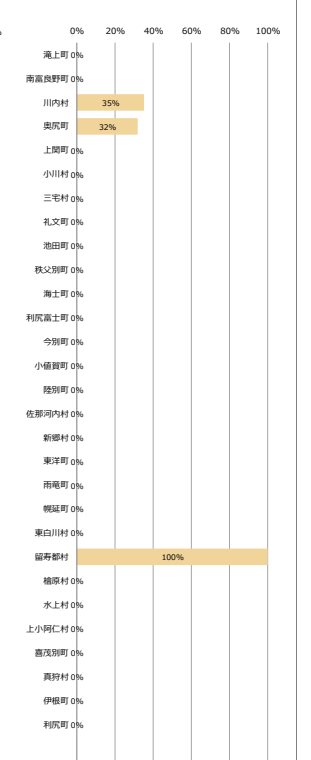 %
0% 20% 40% 60% 80% 100%
滝上町 0%
南富良野町 0%
川内村 35%
奥尻町 32%
上関町 0%
小川村 0%
三宅村 0%
礼文町 0%
池田町 0%
秩父別町 0%
海士町 0%
利尻富士町 0%
今別町 0%
小値賀町 0%
陸別町 0%
佐那河内村 0%
新郷村 0%
東洋町 0%
雨竜町 0%
幌延町 0%
東白川村 0%
留寿都村 100%
檜原村 0%
水上村 0%
上小阿仁村 0%
喜茂別町 0%
真狩村 0%
伊根町 0%
利尻町 0%